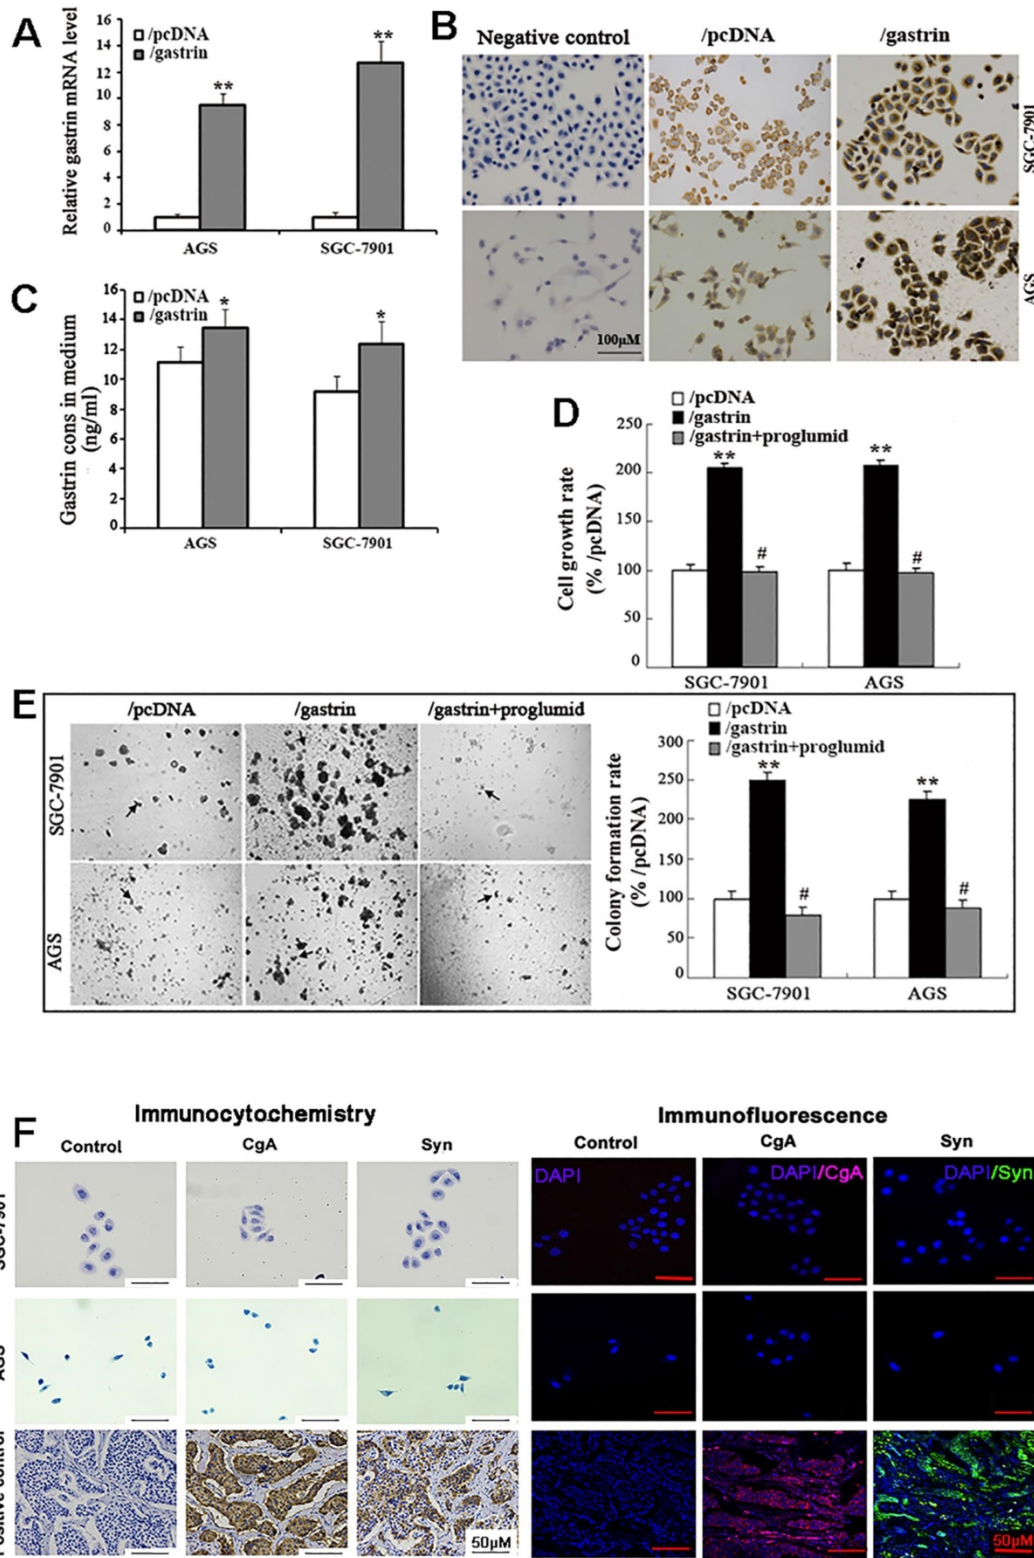 A
/pcDNA
/gastrin
Relative gastrin mRNA level
16
14
12
10
8
6
4
2
0
**
**
AGS
SGC-7901
B
Negative control
/pcDNA
/gastrin
SGC-7901
AGS
100μM
C
/pcDNA
/gastrin
Gastrin cons in medium
(ng/ml)
16
14
12
10
8
6
4
2
0
*
*
AGS
SGC-7901
D
/pcDNA
/gastrin
/gastrin+proglumid
Cell growth rate
(% /pcDNA)
250
200
150
100
50
0
**
#
**
#
SGC-7901
AGS
E
/pcDNA
/gastrin
/gastrin+proglumid
SGC-7901
AGS
/pcDNA
/gastrin
/gastrin+proglumid
Colony formation rate
(% /pcDNA)
300
250
200
150
100
50
0
**
#
**
#
SGC-7901
AGS
F
Immunocytochemistry
Control
CgA
Syn
Immunofluorescence
Control
CgA
Syn
DAPI
DAPI/CgA
DAPI/Syn
SGC-7901
AGS
Positive control
50μM
50μM